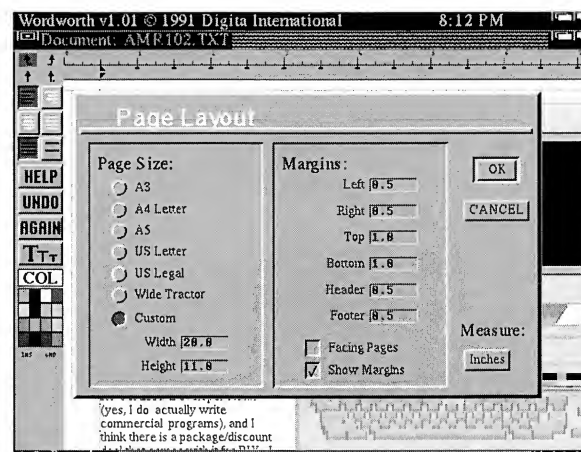 Wordworth v1.01 © 1991 Digita International 8:12 PM
Document: AMR102.TXT
Page Layout
HELP
UNDO
AGAIN
TTT
COL
Page Size:
A3
A4 Letter
A5
US Letter
US Legal
Wide Tractor
Custom
Width 20.0
Height 11.0
Margins:
Left 0.5
Right 0.5
Top 1.0
Bottom 1.0
Header 0.5
Footer 0.5
Facing Pages
Show Margins
OK
CANCEL
Measure:
Inches
(yes, I do actually write
commercial programs), and I
think there is a package/discount